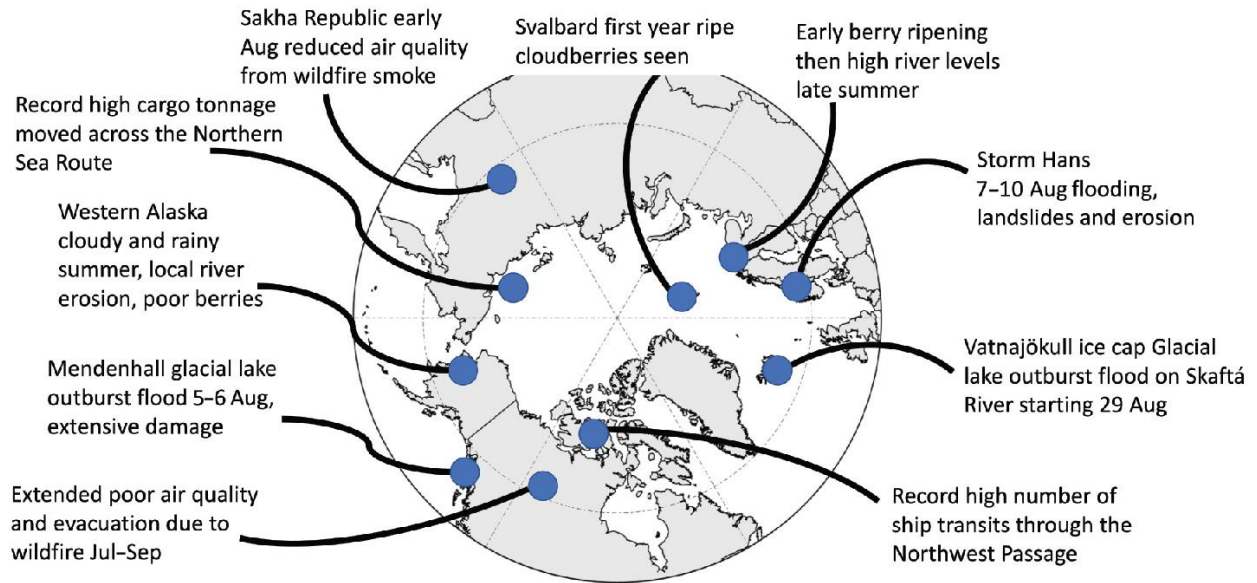 Sakha Republic early
Aug reduced air quality
from wildfire smoke
Svalbard first year ripe
cloudberries seen
Early berry ripening
then high river levels
late summer
Record high cargo tonnage
moved across the Northern
Sea Route
Storm Hans
7–10 Aug flooding,
landslides and erosion
Western Alaska
cloudy and rainy
summer, local river
erosion, poor berries
Mendenhall glacial lake
outburst flood 5–6 Aug,
extensive damage
Vatnajökull ice cap Glacial
lake outburst flood on Skaftá
River starting 29 Aug
Extended poor air quality
and evacuation due to
wildfire Jul–Sep
Record high number of
ship transits through the
Northwest Passage